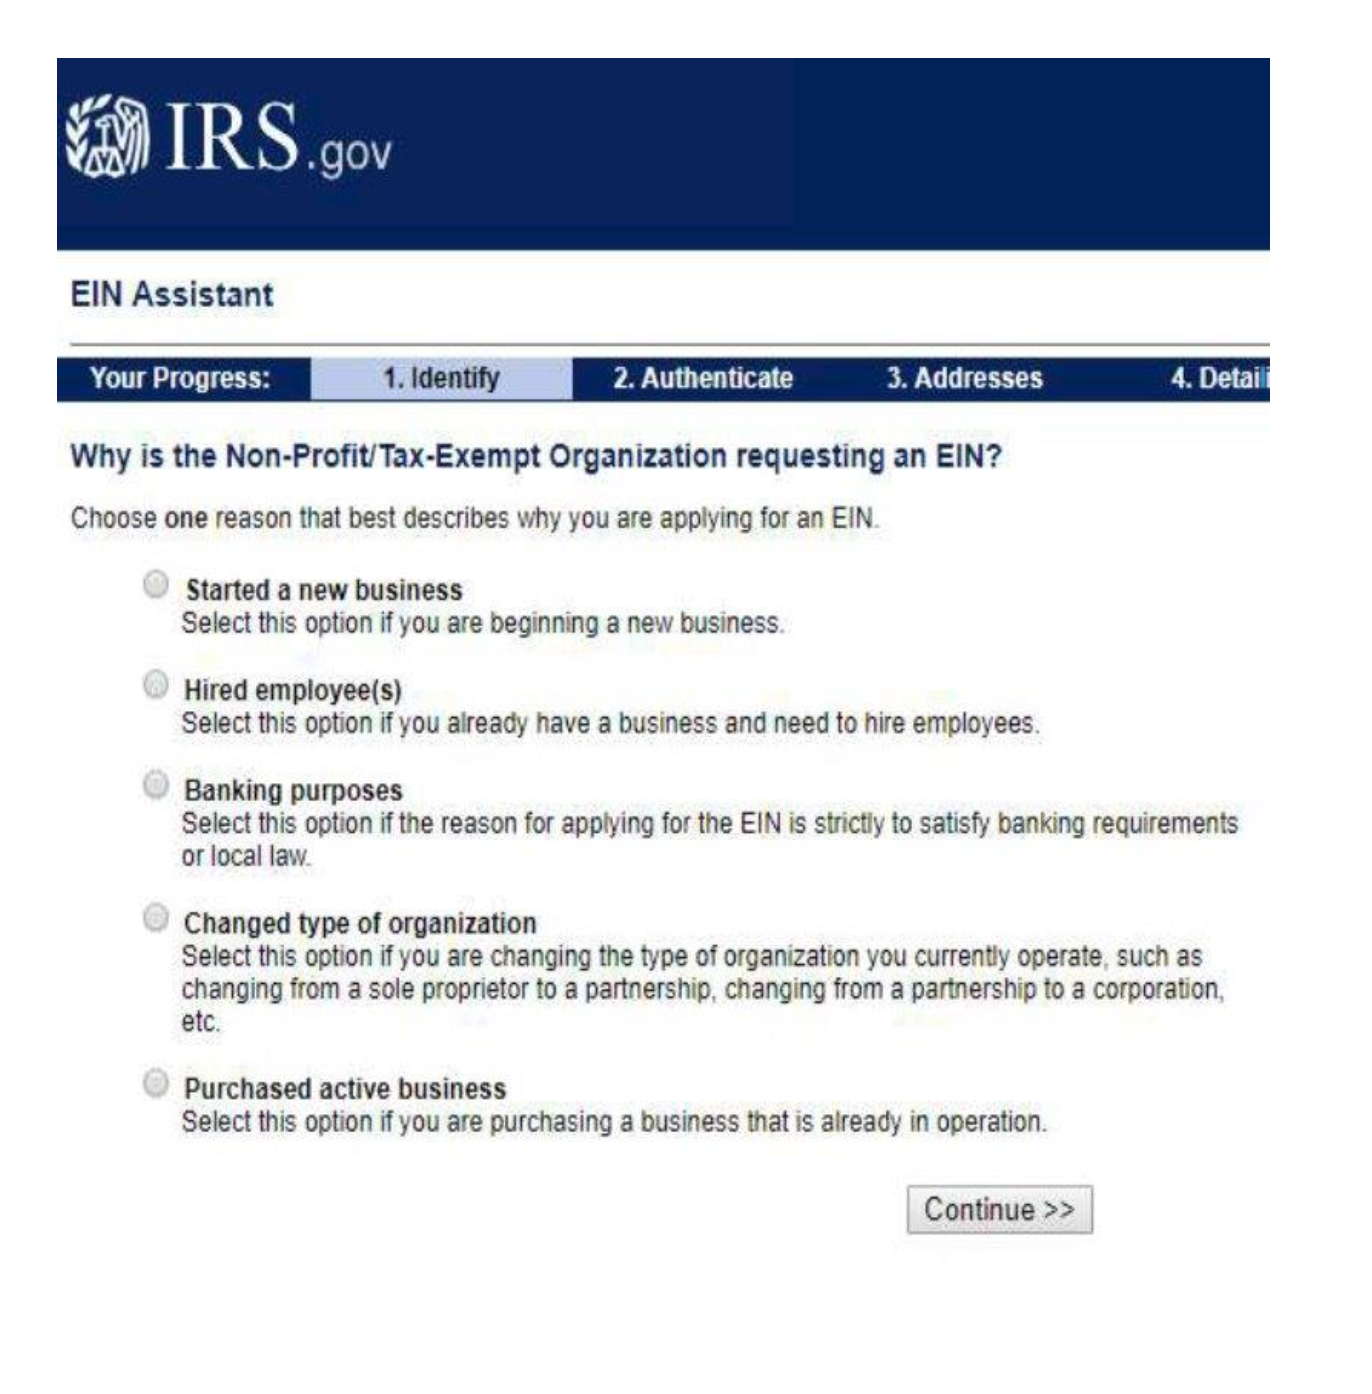 IRS.gov
EIN Assistant
Your Progress: 1. Identify 2. Authenticate 3. Addresses 4. Detail
Why is the Non-Profit/Tax-Exempt Organization requesting an EIN?
Choose one reason that best describes why you are applying for an EIN.
Started a new business
Select this option if you are beginning a new business.
Hired employee(s)
Select this option if you already have a business and need to hire employees.
Banking purposes
Select this option if the reason for applying for the EIN is strictly to satisfy banking requirements
or local law.
Changed type of organization
Select this option if you are changing the type of organization you currently operate, such as
changing from a sole proprietor to a partnership, changing from a partnership to a corporation,
etc.
Purchased active business
Select this option if you are purchasing a business that is already in operation.
Continue >>